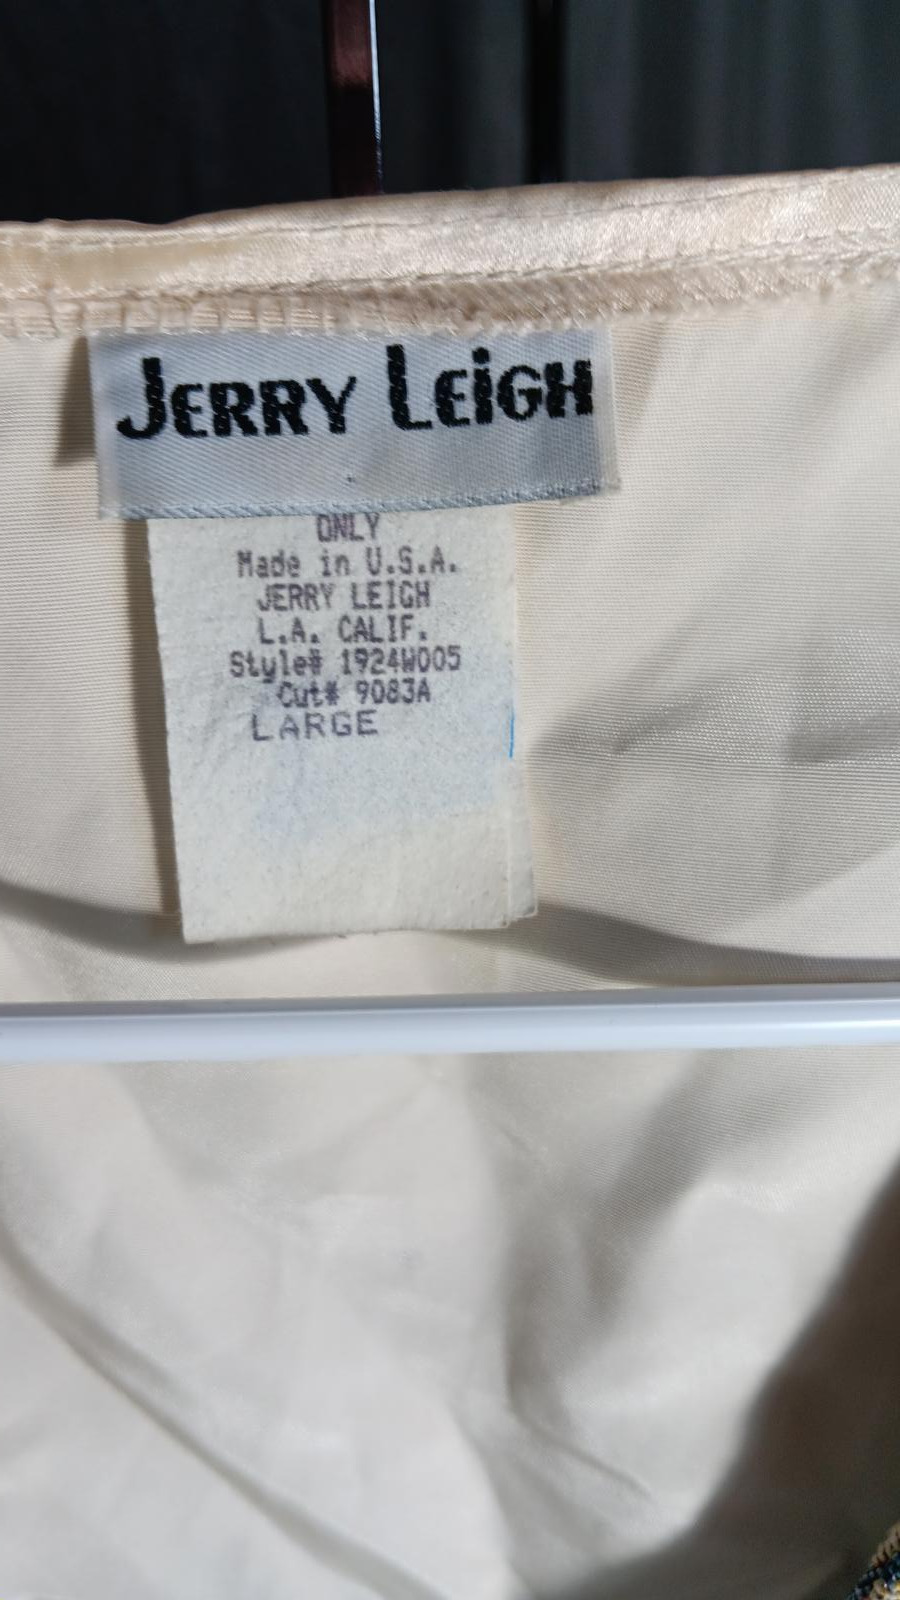 JERRY LEiGH
ONLY
Made in U.S.A.
JERRY LEIGH
L.A. CALIF.
Style# 1924W005
Cut# 9083A
LARGE